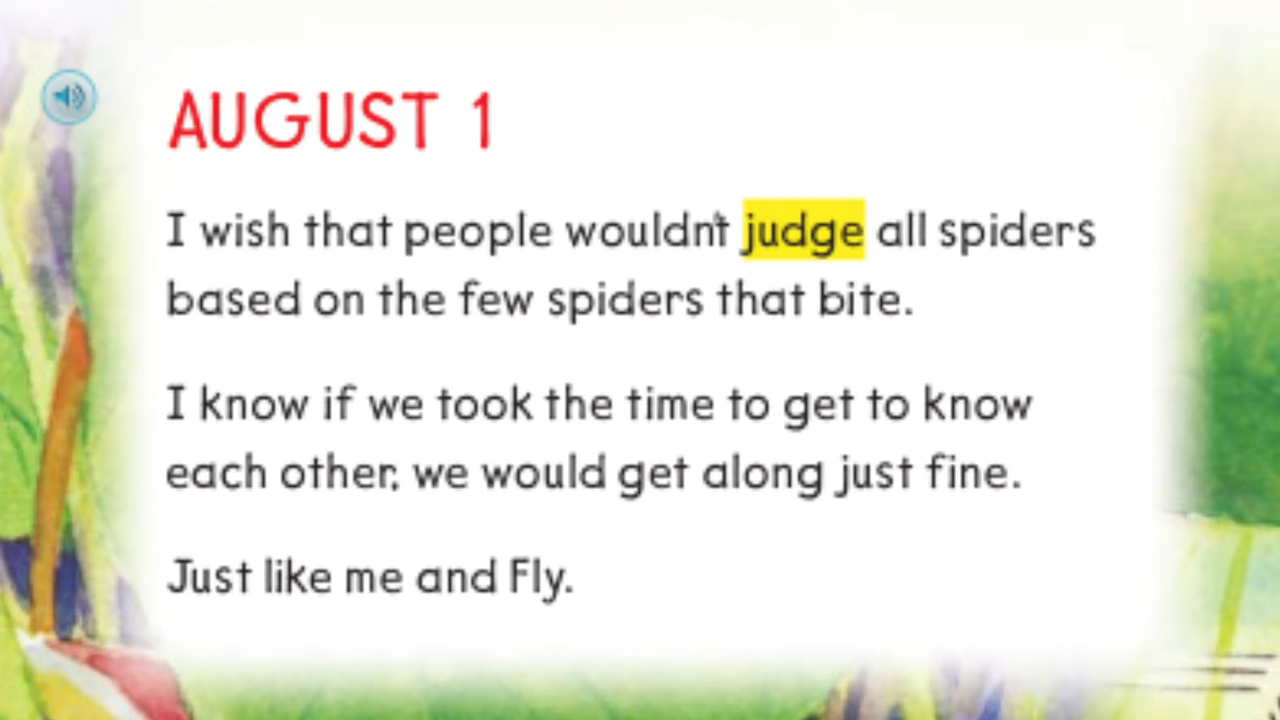 AUGUST 1
I wish that people wouldn't judge all spiders
based on the few spiders that bite.
I know if we took the time to get to know
each other, we would get along just fine.
Just like me and Fly.